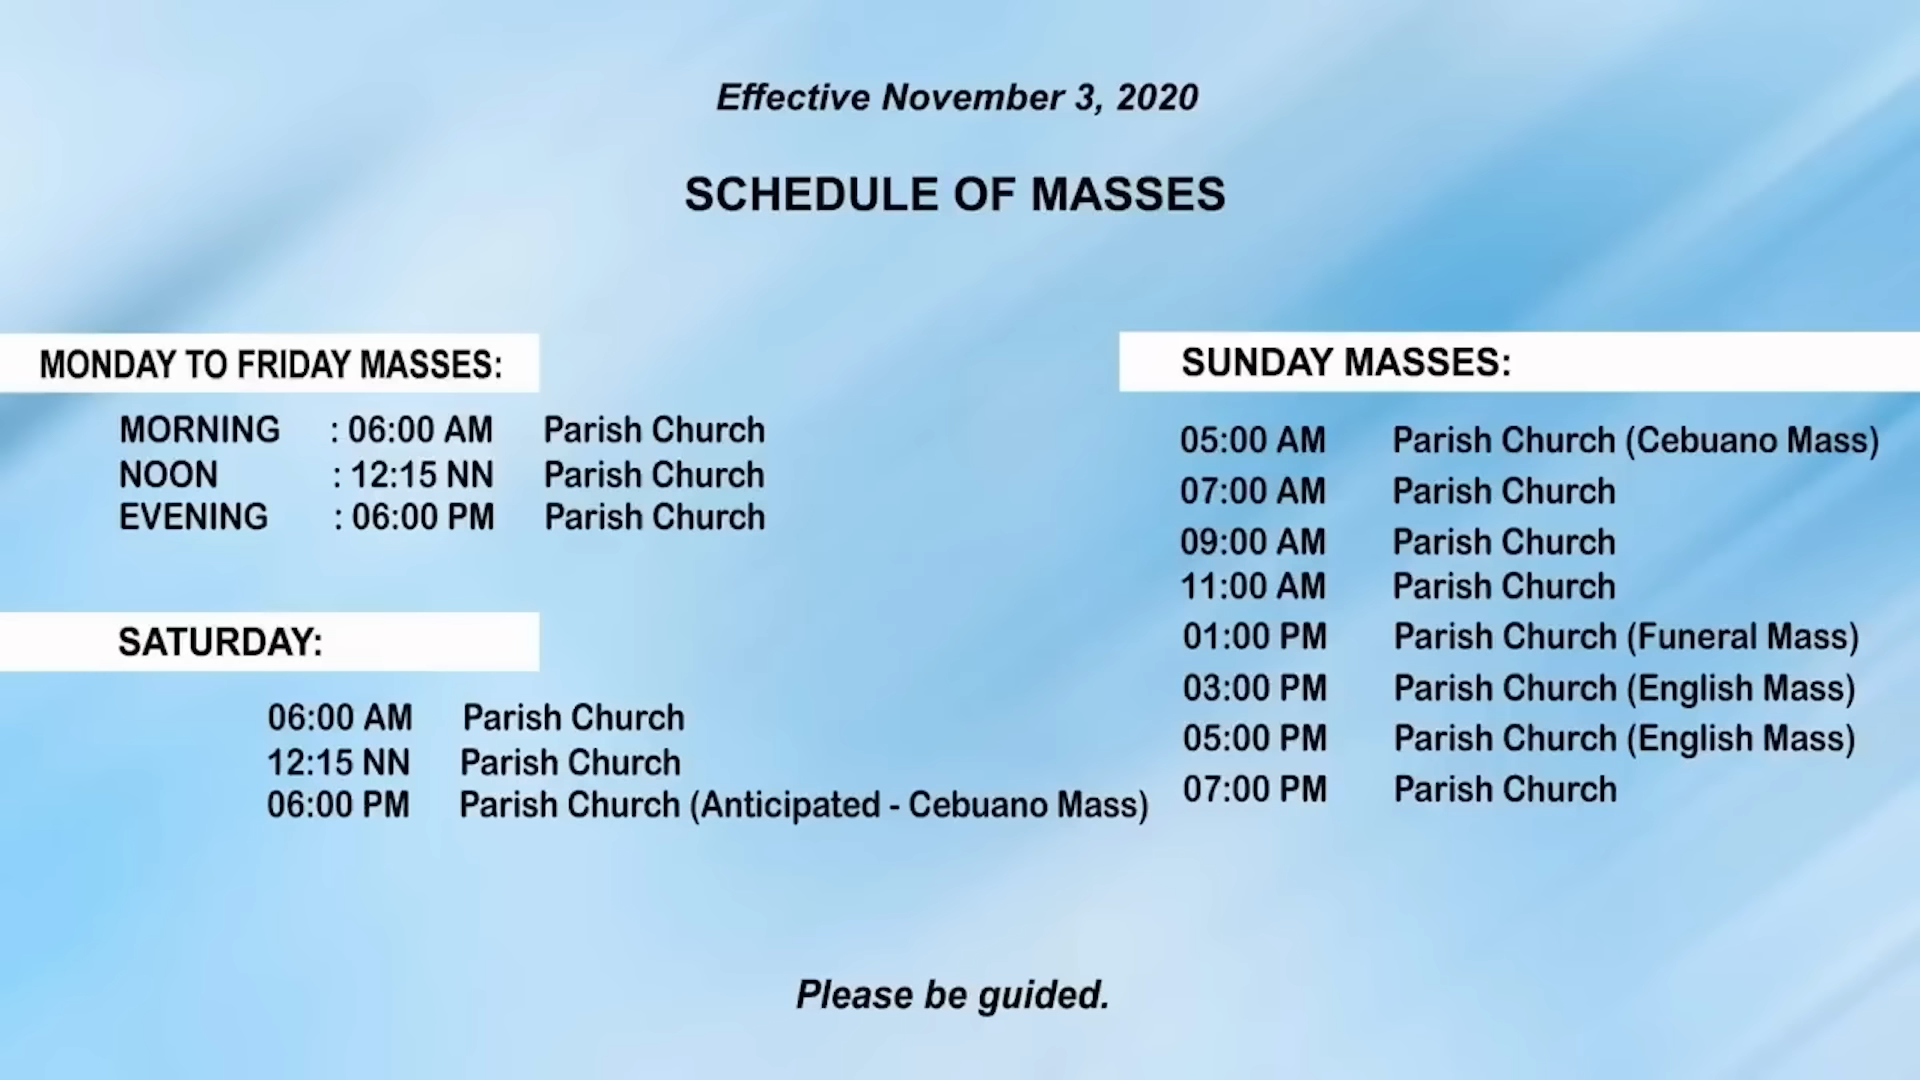 Effective November 3, 2020
SCHEDULE OF MASSES
MONDAY TO FRIDAY MASSES:
MORNING : 06:00 AM Parish Church
NOON : 12:15 NN Parish Church
EVENING : 06:00 PM Parish Church
SATURDAY:
06:00 AM Parish Church
12:15 NN Parish Church
06:00 PM Parish Church (Anticipated - Cebuano Mass)
SUNDAY MASSES:
05:00 AM Parish Church (Cebuano Mass)
07:00 AM Parish Church
09:00 AM Parish Church
11:00 AM Parish Church
01:00 PM Parish Church (Funeral Mass)
03:00 PM Parish Church (English Mass)
05:00 PM Parish Church (English Mass)
07:00 PM Parish Church
Please be guided.